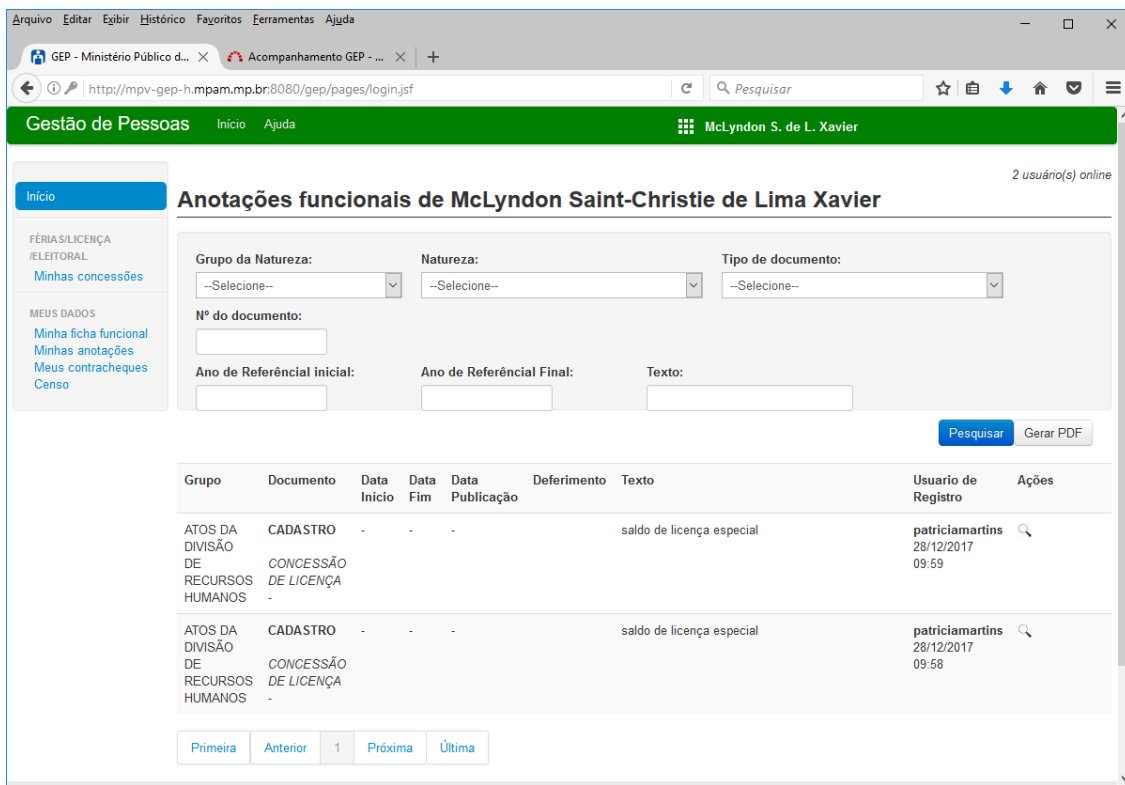 Arquivo Editar Exibir Histórico Favoritos Ferramentas Ajuda
GEP - Ministério Público d... Acompanhamento GEP - ...
http://mpv-gep-h.mpam.mp.br:8080/gep/pages/login.jsf
Pesquisar
Gestão de Pessoas Início Ajuda McLyndon S. de L. Xavier
2 usuário(s) online
Início
FÉRIAS/LICENÇA
/ELEITORAL
Minhas concessões
MEUS DADOS
Minha ficha funcional
Minhas anotações
Meus contracheques
Censo
Anotações funcionais de McLyndon Saint-Christie de Lima Xavier
Grupo da Natureza: Natureza: Tipo de documento:
--Selecione-- --Selecione-- --Selecione--
Nº do documento:
Ano de Referêncial inicial: Ano de Referêncial Final: Texto:
Pesquisar Gerar PDF
Grupo Documento Data Data Data Deferimento Texto Usuario de Ações
Início Fim Publicação Registro
ATOS DA CADASTRO - - - saldo de licença especial patriciamartins
DIVISÃO 28/12/2017
DE CONCESSÃO 09:59
RECURSOS DE LICENÇA
HUMANOS -
ATOS DA CADASTRO - - - saldo de licença especial patriciamartins
DIVISÃO 28/12/2017
DE CONCESSÃO 09:58
RECURSOS DE LICENÇA
HUMANOS -
Primeira Anterior 1 Próxima Última